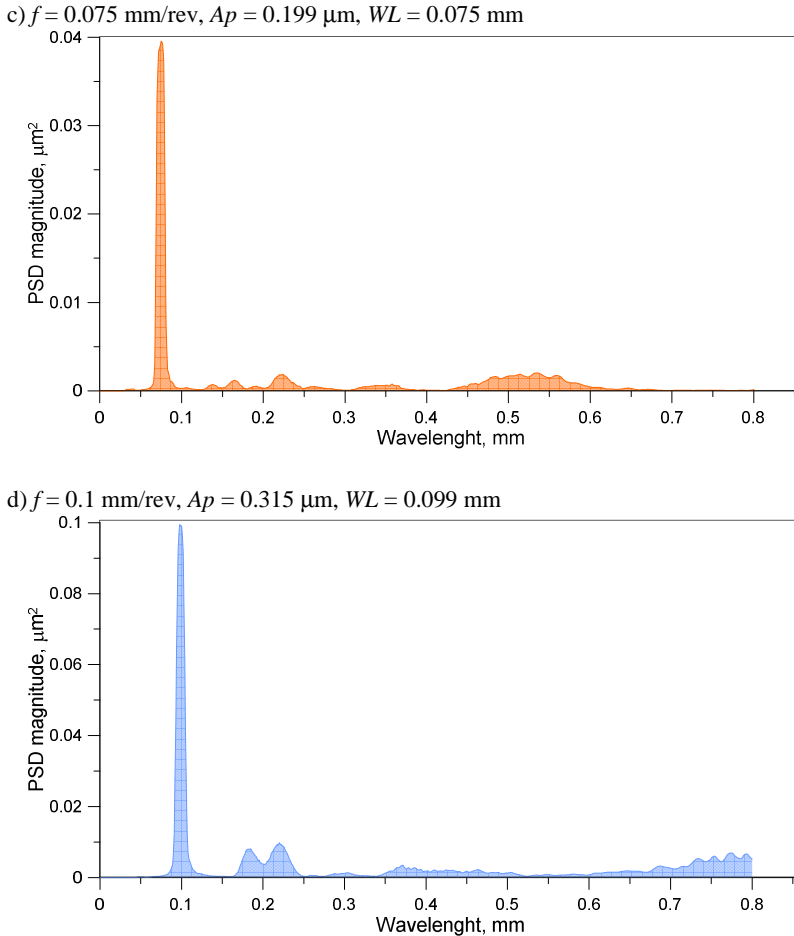 c) f = 0.075 mm/rev, Ap = 0.199 µm, WL = 0.075 mm
0.04
0.03
0.02
0.01
0
PSD magnitude, µm²
0 0.1 0.2 0.3 0.4 0.5 0.6 0.7 0.8
Wavelenght, mm
d) f = 0.1 mm/rev, Ap = 0.315 µm, WL = 0.099 mm
0.1
0.08
0.06
0.04
0.02
0
PSD magnitude, µm²
0 0.1 0.2 0.3 0.4 0.5 0.6 0.7 0.8
Wavelenght, mm